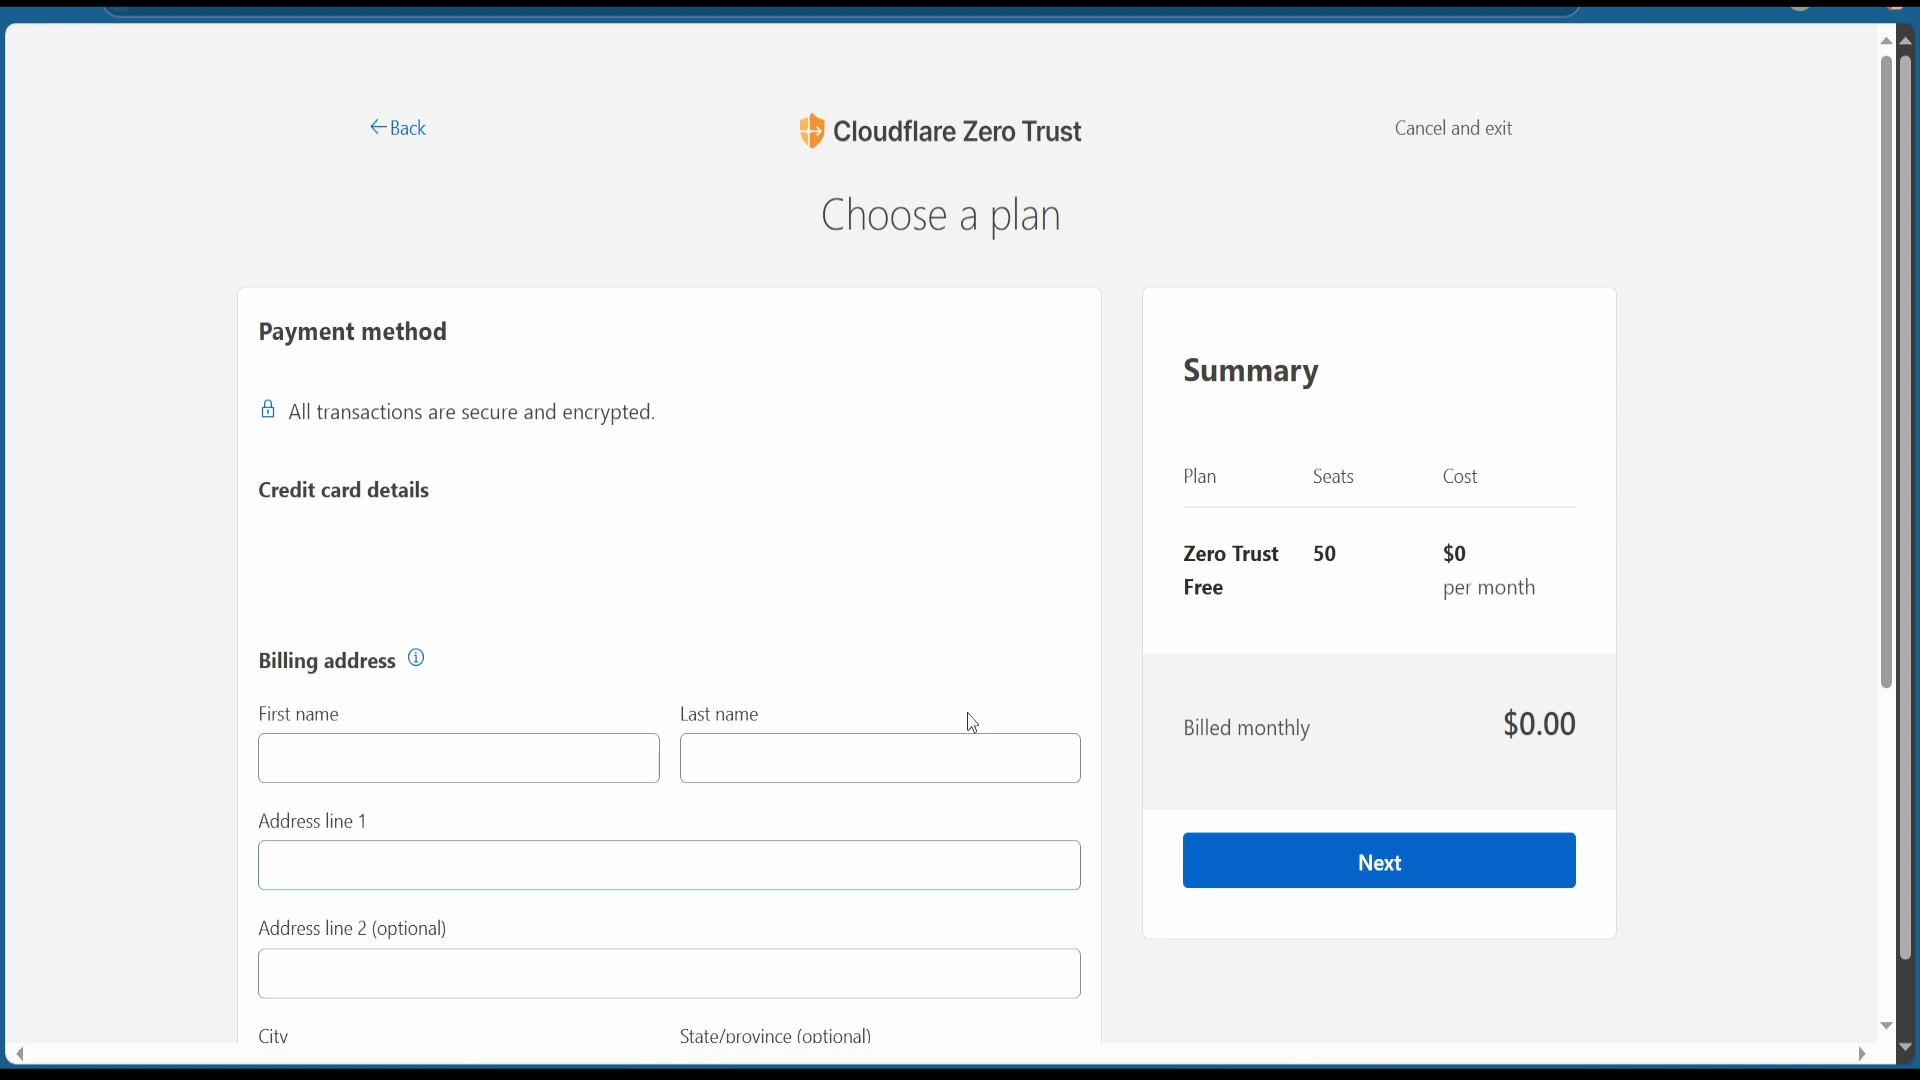 Back
Cloudflare Zero Trust
Cancel and exit
Choose a plan
Payment method
All transactions are secure and encrypted.
Credit card details
Billing address
First name
Last name
Address line 1
Address line 2 (optional)
City
State/province (optional)
Summary
Plan Seats Cost
Zero Trust 50 $0
Free per month
Billed monthly $0.00
Next